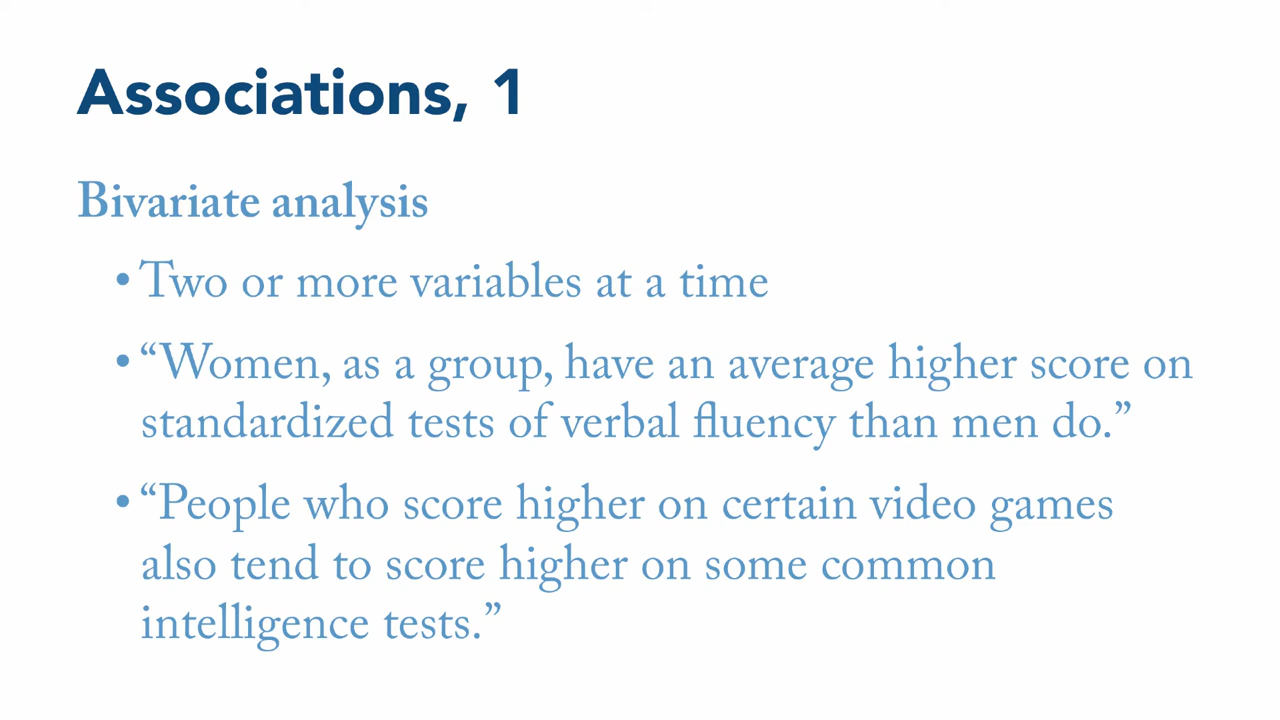 Associations, 1
Bivariate analysis
• Two or more variables at a time
• “Women, as a group, have an average higher score on
standardized tests of verbal fluency than men do.”
• “People who score higher on certain video games
also tend to score higher on some common
intelligence tests.”